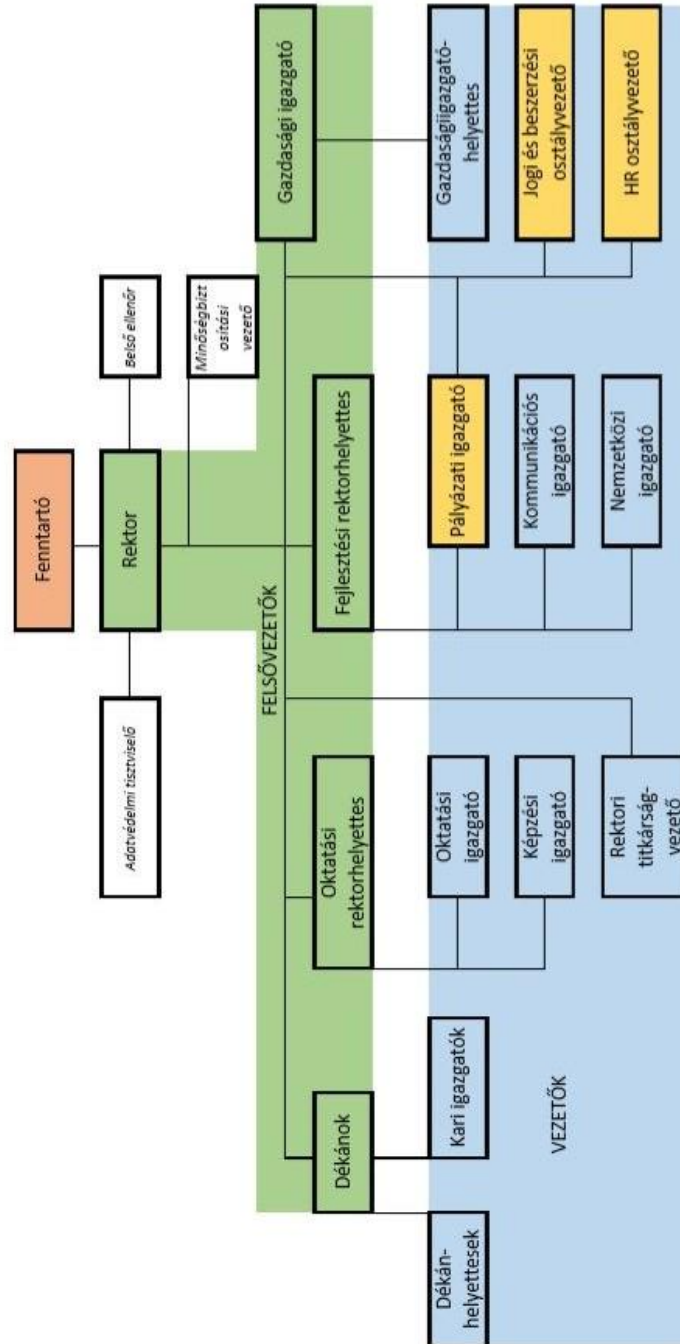 Fenntartó
Adatvédelmi tisztviselő
Rektor
Belső ellenőr
Minőségbizt
osítási
vezető
FELSŐVEZETŐK
Dékánok
Oktatási
rektorhelyettes
Fejlesztési rektorhelyettes
Gazdasági igazgató
Dékán-
helyettesek
Kari igazgatók
Oktatási
igazgató
Pályázati igazgató
Gazdaságiigazgató-
helyettes
Képzési
igazgató
Kommunikációs
igazgató
Jogi és beszerzési
osztályvezető
VEZETŐK
Rektori
titkárság-
vezető
Nemzetközi
igazgató
HR osztályvezető